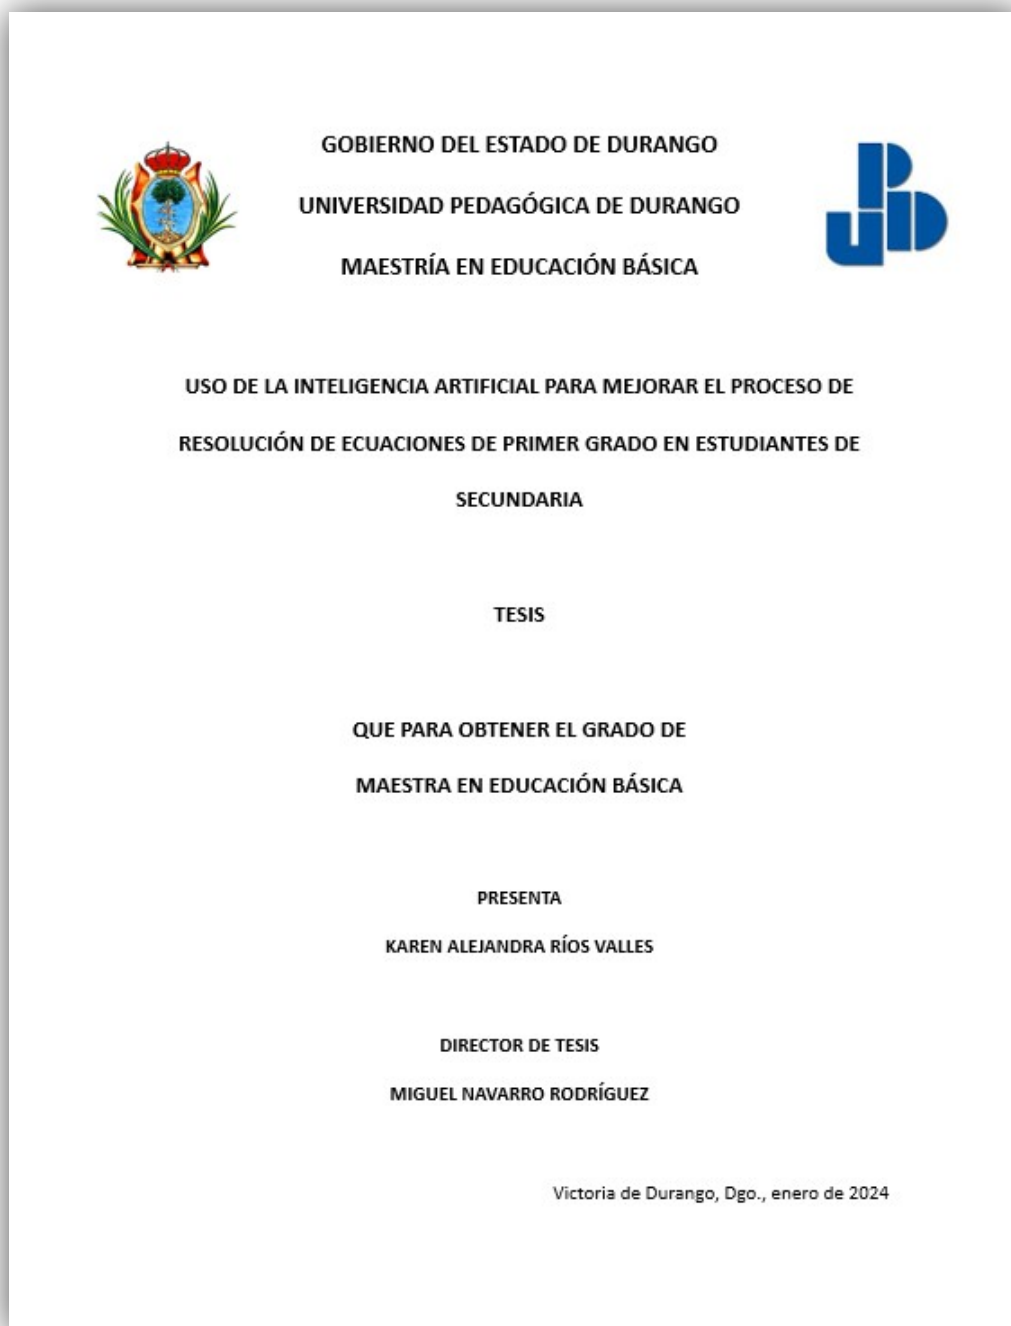 GOBIERNO DEL ESTADO DE DURANGO
UNIVERSIDAD PEDAGÓGICA DE DURANGO
MAESTRÍA EN EDUCACIÓN BÁSICA
UPD
USO DE LA INTELIGENCIA ARTIFICIAL PARA MEJORAR EL PROCESO DE
RESOLUCIÓN DE ECUACIONES DE PRIMER GRADO EN ESTUDIANTES DE
SECUNDARIA
TESIS
QUE PARA OBTENER EL GRADO DE
MAESTRA EN EDUCACIÓN BÁSICA
PRESENTA
KAREN ALEJANDRA RÍOS VALLES
DIRECTOR DE TESIS
MIGUEL NAVARRO RODRÍGUEZ
Victoria de Durango, Dgo., enero de 2024